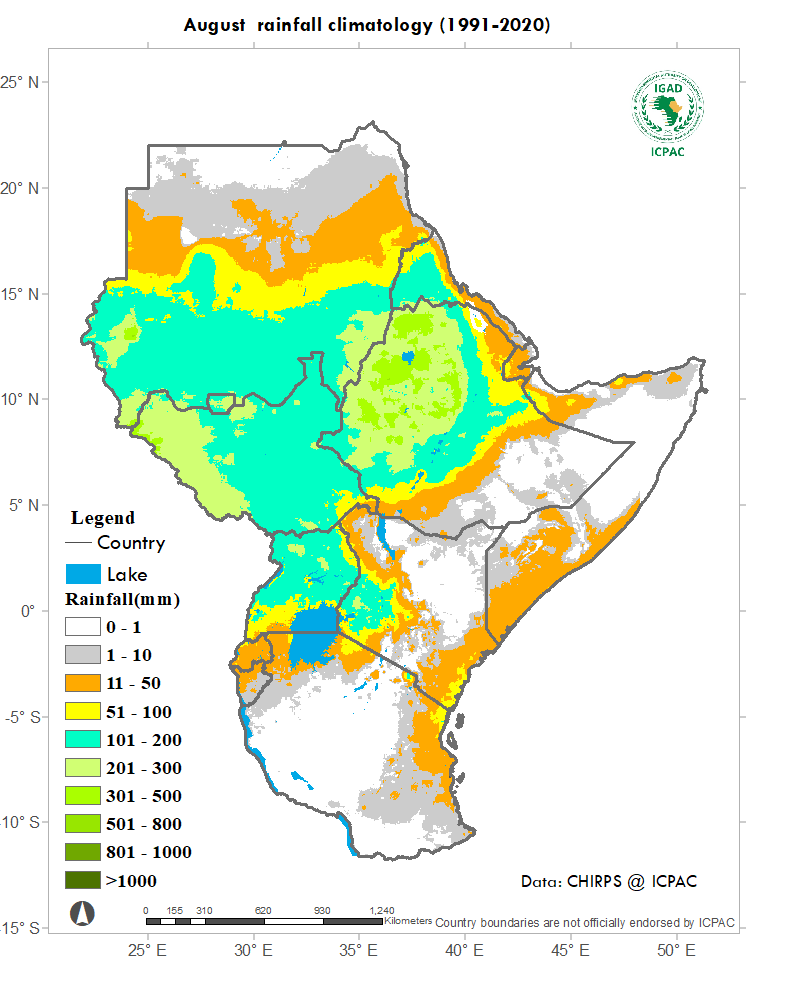 August rainfall climatology (1991-2020)
25° N
20° N
15° N
10° N
5° N
0°
-5° S
10° S
15° S
IGAD
ICPAC
Legend
Country
Lake
Rainfall(mm)
0 - 1
1 - 10
11 - 50
51 - 100
101 - 200
201 - 300
301 - 500
501 - 800
801 - 1000
>1000
Data: CHIRPS @ ICPAC
0 155 310 620 930 1,240
Kilometers
Country boundaries are not officially endorsed by ICPAC
25° E 30° E 35° E 40° E 45° E 50° E